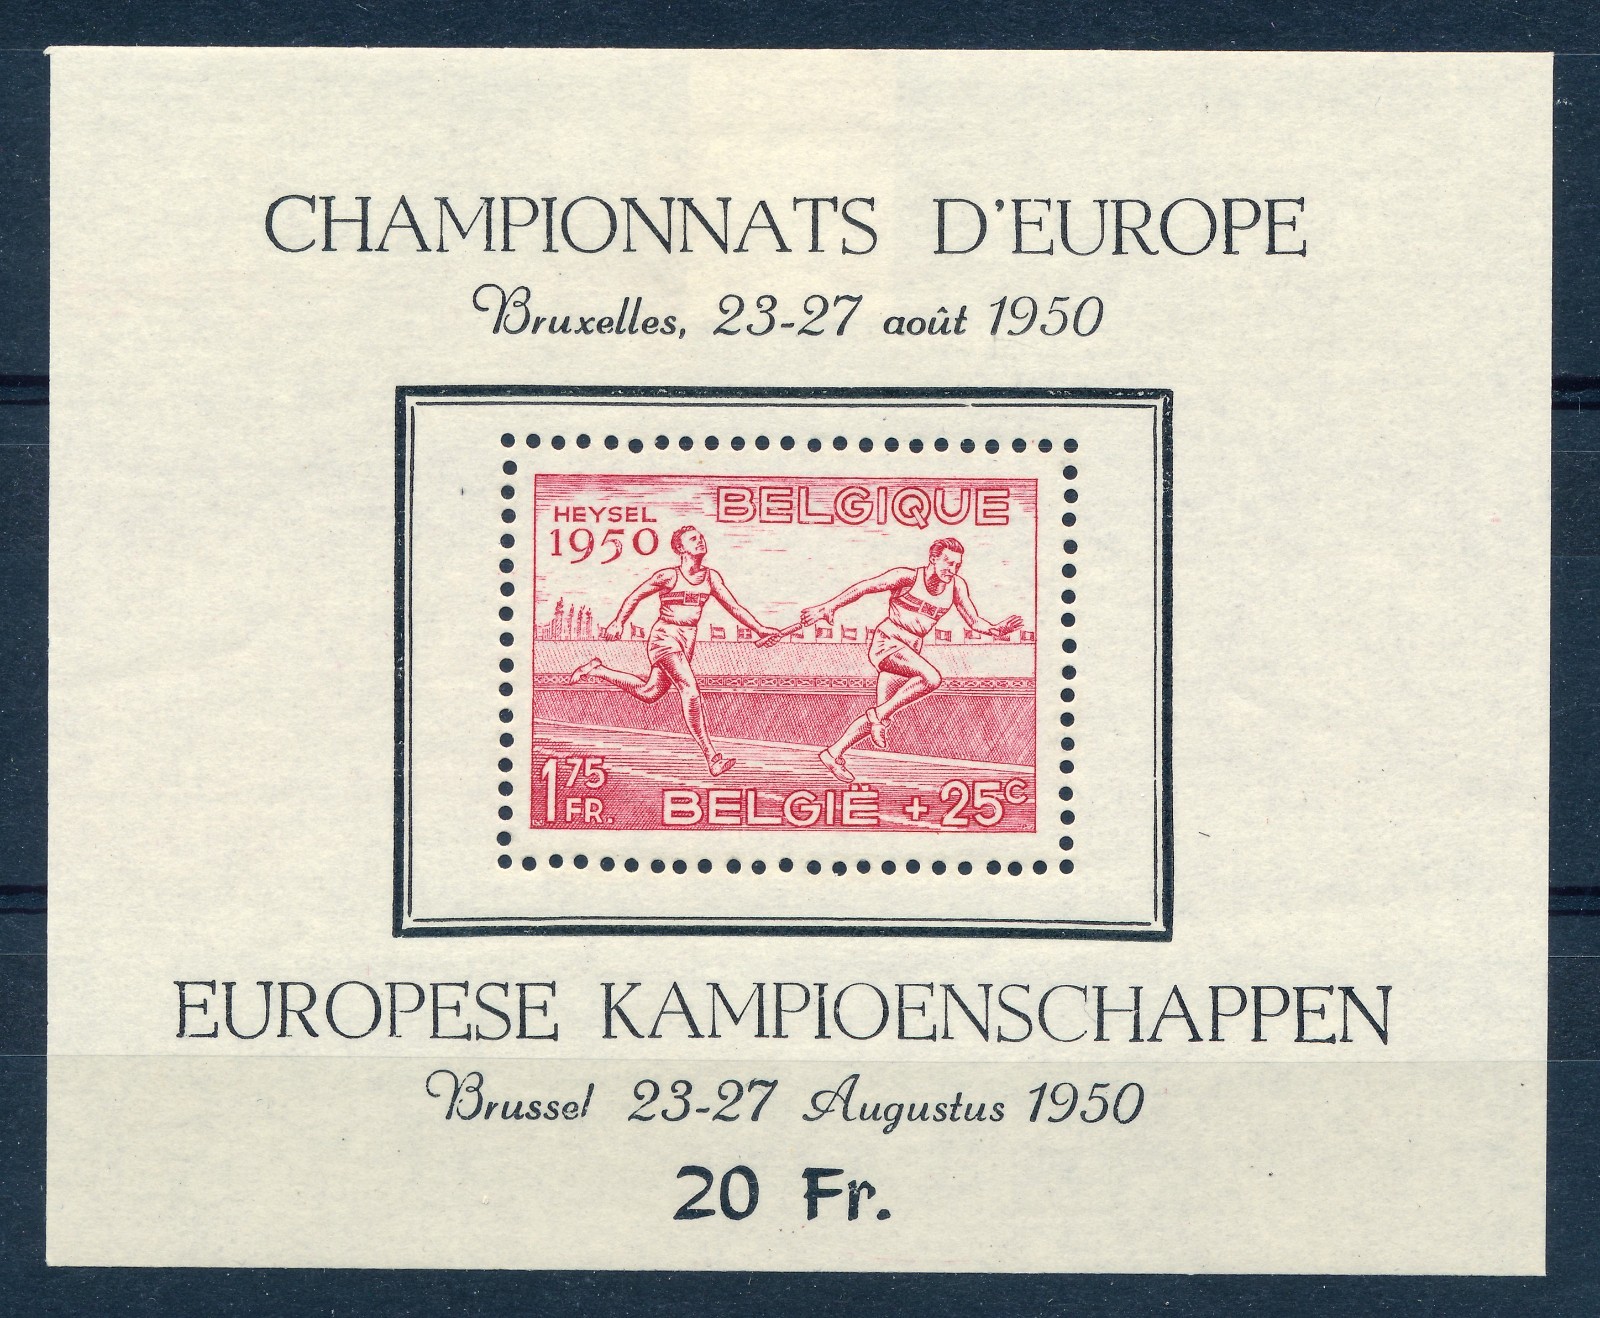 CHAMPIONNATS D'EUROPE
Bruxelles, 23-27 août 1950
BELGIQUE
HEYSEL
1950
1 75 FR.
BELGIË + 25 C
EUROPESE KAMPIOENSCHAPPEN
Brussel 23-27 Augustus 1950
20 Fr.